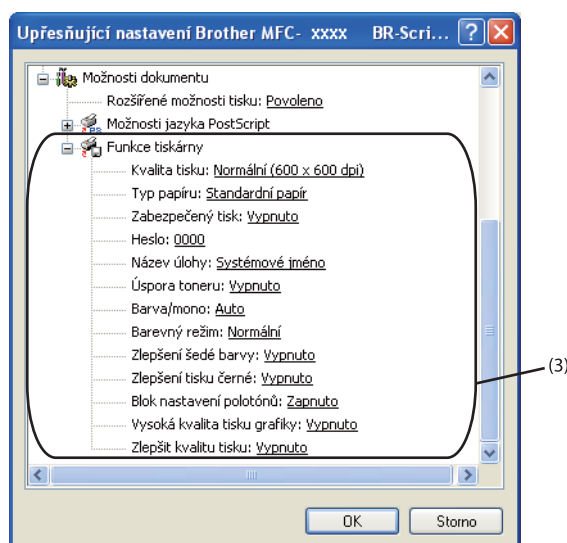 Upřesňující nastavení Brother MFC- xxxx BR-Scri...
Možnosti dokumentu
Rozšířené možnosti tisku: Povoleno
Možnosti jazyka PostScript
Funkce tiskárny
Kvalita tisku: Normální (600 x 600 dpi)
Typ papíru: Standardní papír
Zabezpečený tisk: Vypnuto
Heslo: 0000
Název úlohy: Systémové jméno
Úspora toneru: Vypnuto
Barva/mono: Auto
Barevný režim: Normální
Zlepšení šedé barvy: Vypnuto
(3)
Zlepšení tisku černé: Vypnuto
Blok nastavení polotónů: Zapnuto
Vysoká kvalita tisku grafiky: Vypnuto
Zlepšit kvalitu tisku: Vypnuto
OK Storno